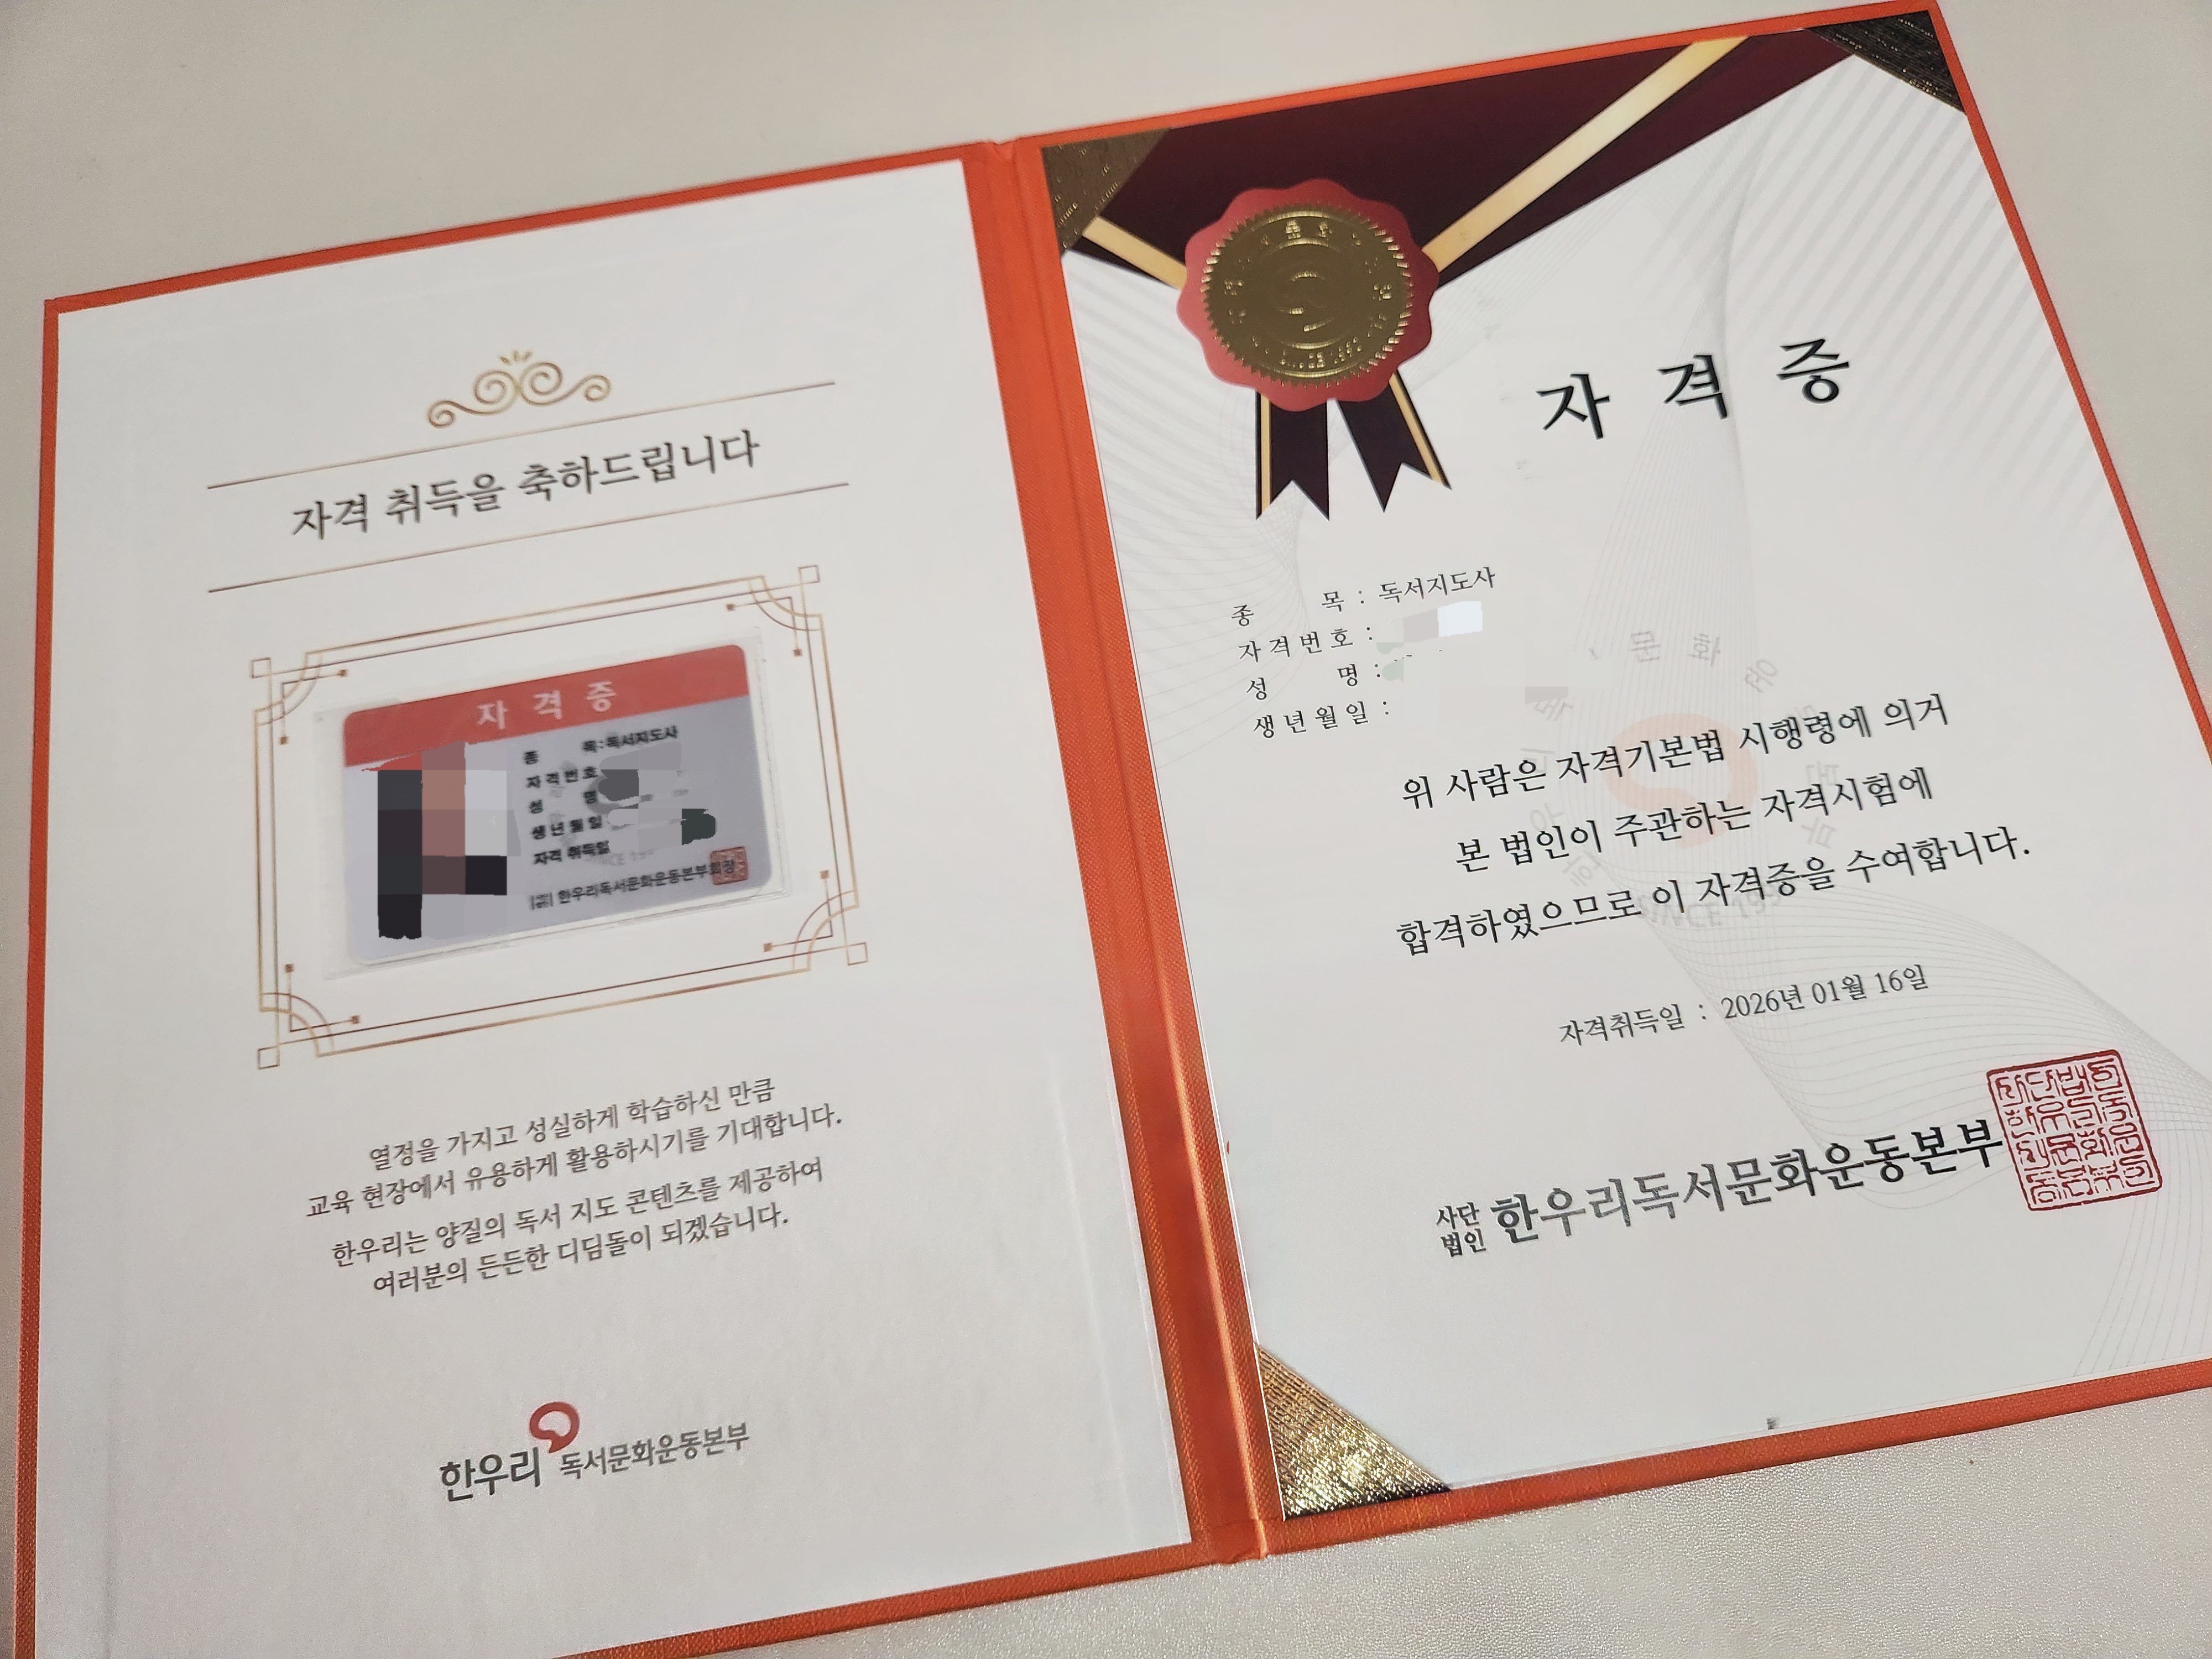 자격 취득을 축하드립니다
자격증
종 목 : 독서지도사
자격번호
성 명
생년월일
자격 취득일
한우리독서문화운동본부회장
열정을 가지고 성실하게 학습하신 만큼
교육 현장에서 유용하게 활용하시기를 기대합니다.
한우리는 양질의 독서 지도 콘텐츠를 제공하여
여러분의 든든한 디딤돌이 되겠습니다.
한우리 독서문화운동본부
자격증
종 목 : 독서지도사
자격번호 :
성 명 :
생년월일 :
위 사람은 자격기본법 시행령에 의거
본 법인이 주관하는 자격시험에
합격하였으므로 이 자격증을 수여합니다.
자격취득일 : 2026년 01월 16일
사단법인 한우리독서문화운동본부